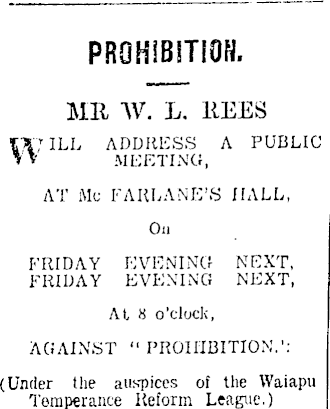 PROHIBITION.
MR W. L. REES
WILL ADDRESS A PUBLIC
MEETING,
AT Mc FARLANE'S HALL,
On
FRIDAY EVENING NEXT,
FRIDAY EVENING NEXT,
At 8 o'clock,
AGAINST "PROHIBITION.':
(Under the auspices of the Waiapu
Temperance Reform League.)